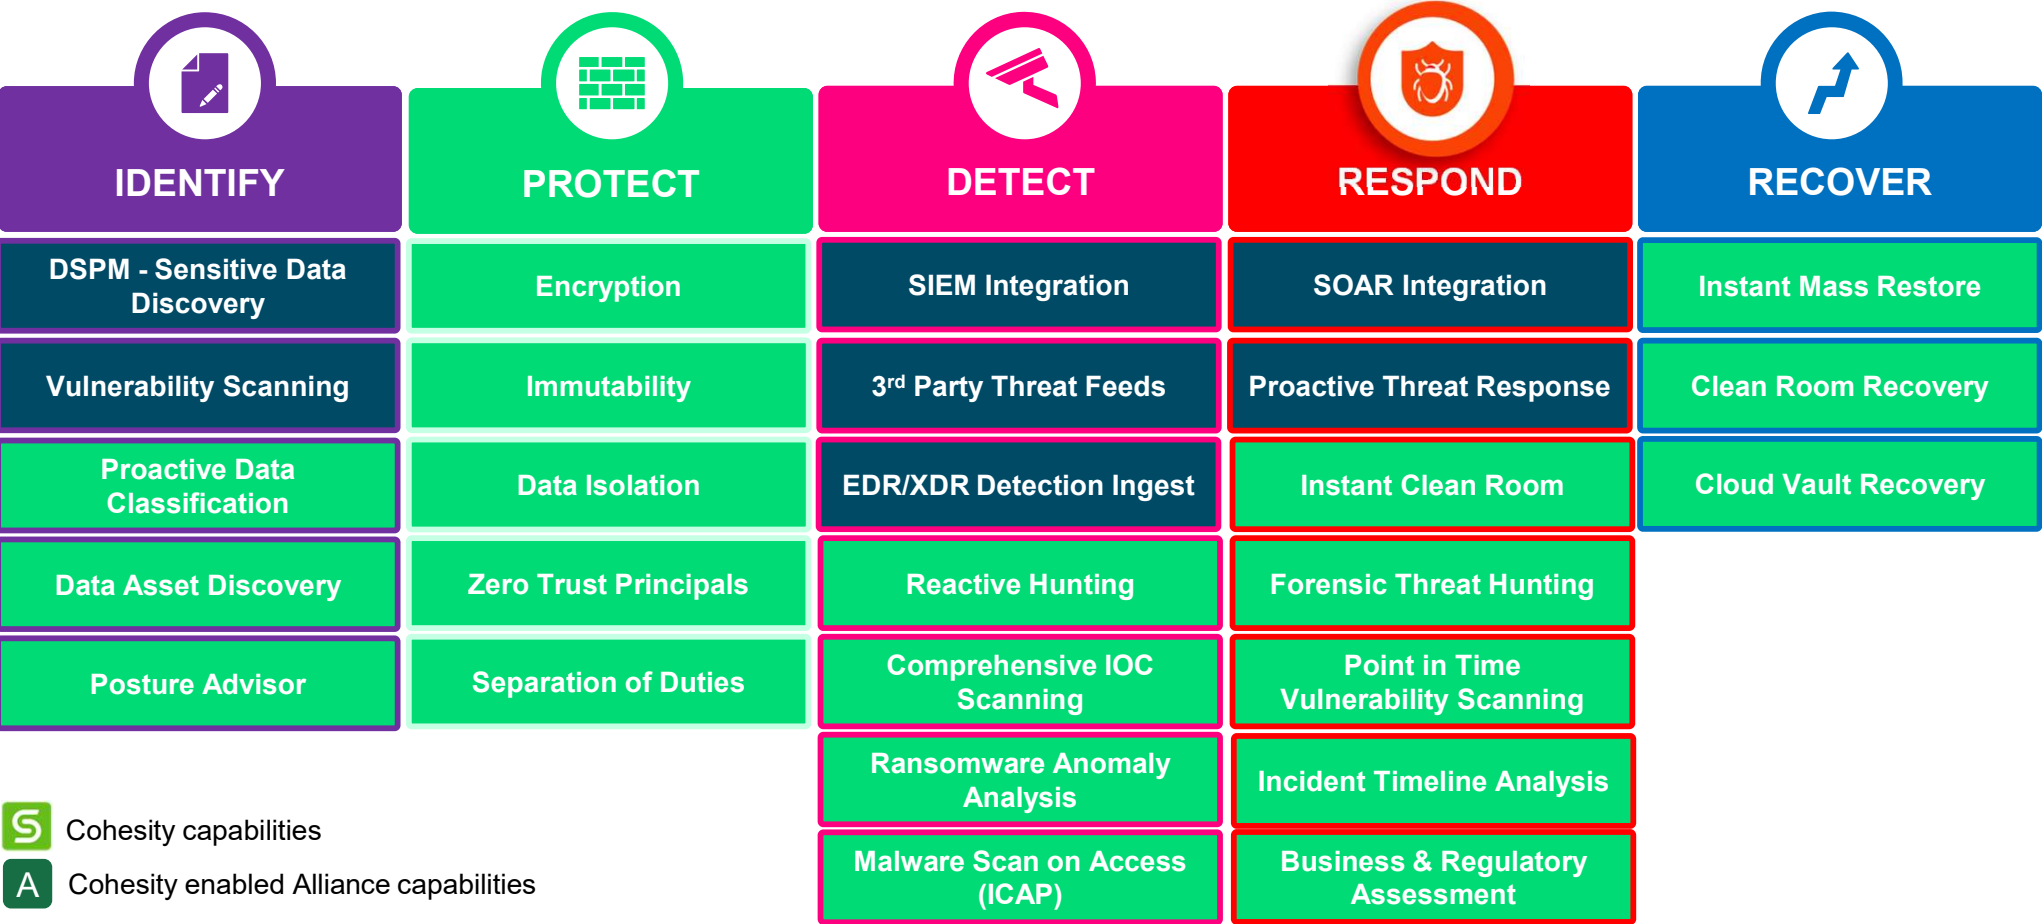 IDENTIFY
DSPM - Sensitive Data
Discovery
Vulnerability Scanning
Proactive Data
Classification
Data Asset Discovery
Posture Advisor
PROTECT
Encryption
Immutability
Data Isolation
Zero Trust Principals
Separation of Duties
DETECT
SIEM Integration
3rd Party Threat Feeds
EDR/XDR Detection Ingest
Reactive Hunting
Comprehensive IOC
Scanning
Ransomware Anomaly
Analysis
Malware Scan on Access
(ICAP)
RESPOND
SOAR Integration
Proactive Threat Response
Instant Clean Room
Forensic Threat Hunting
Point in Time
Vulnerability Scanning
Incident Timeline Analysis
Business & Regulatory
Assessment
RECOVER
Instant Mass Restore
Clean Room Recovery
Cloud Vault Recovery
S Cohesity capabilities
A Cohesity enabled Alliance capabilities